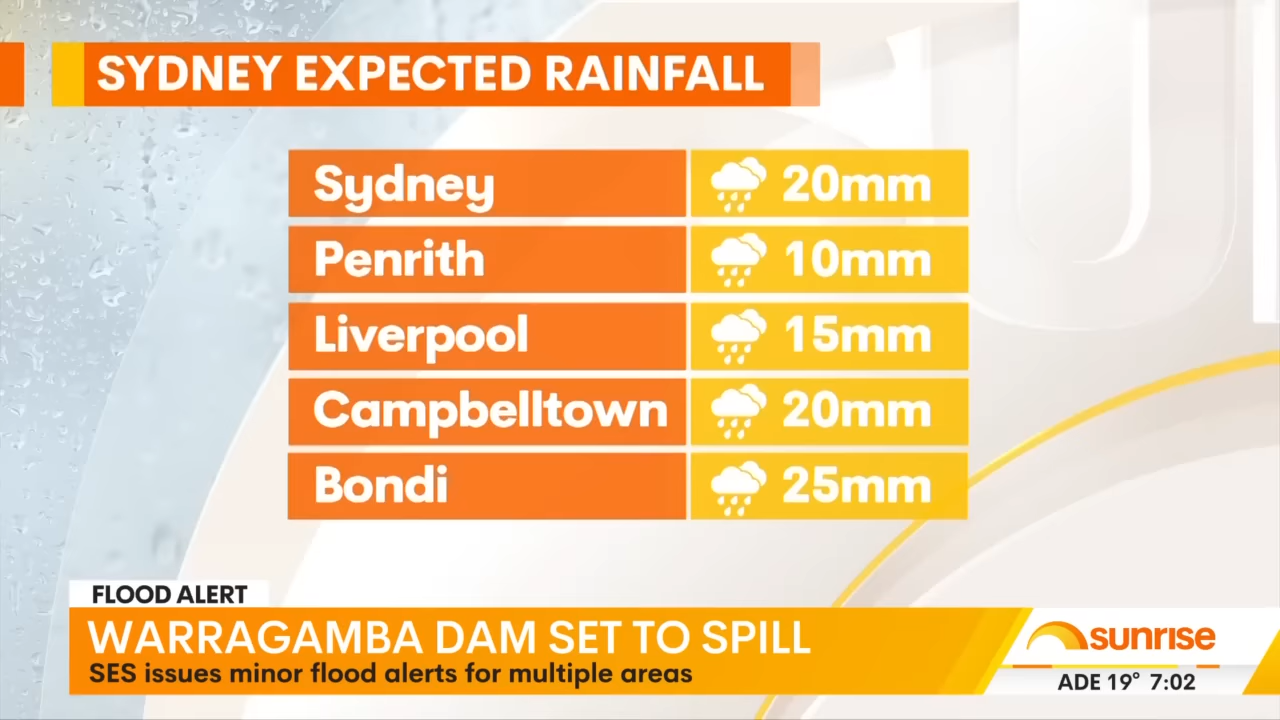 SYDNEY EXPECTED RAINFALL
Sydney 20mm
Penrith 10mm
Liverpool 15mm
Campbelltown 20mm
Bondi 25mm
FLOOD ALERT
WARRAGAMBA DAM SET TO SPILL
SES issues minor flood alerts for multiple areas
sunrise
ADE 19° 7:02